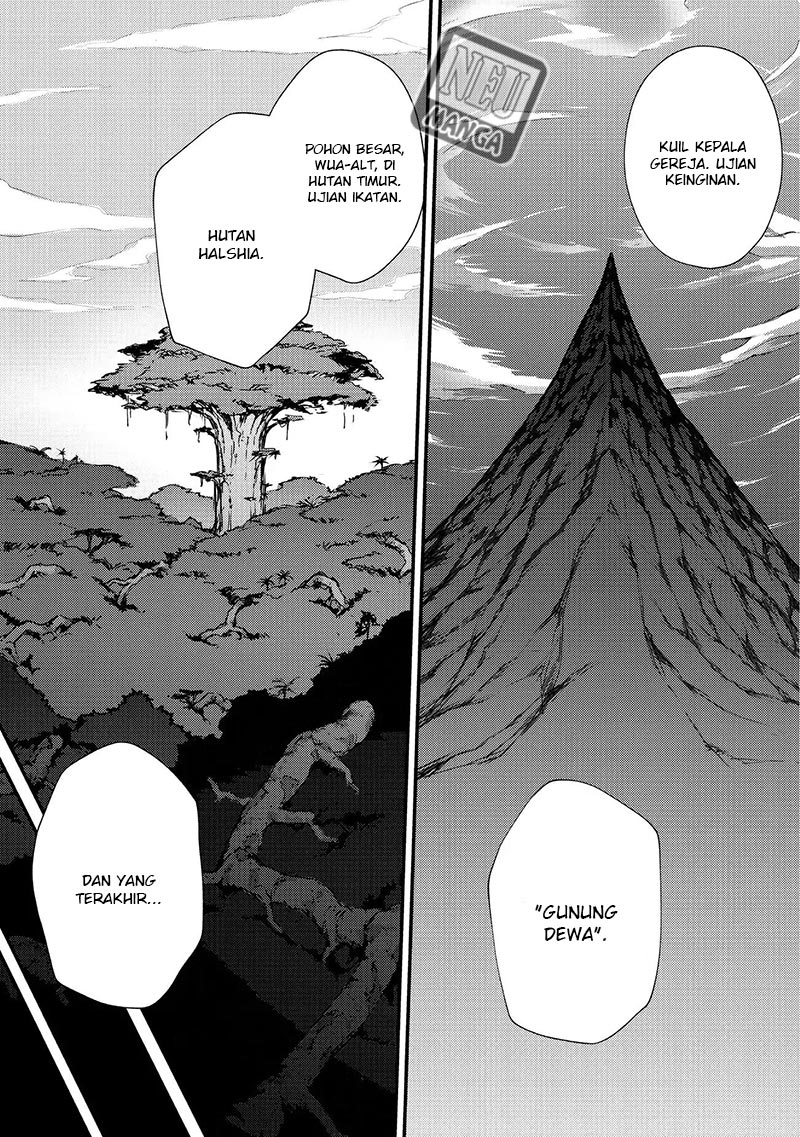 KUIL KEPALA
GEREJA. UJIAN
KEINGINAN.
"GUNUNG
DEWA".
POHON BESAR,
WUA-ALT, DI
HUTAN TIMUR.
UJIAN IKATAN.
HUTAN
HALSHIA.
DAN YANG
TERAKHIR...
NEU
MANGA